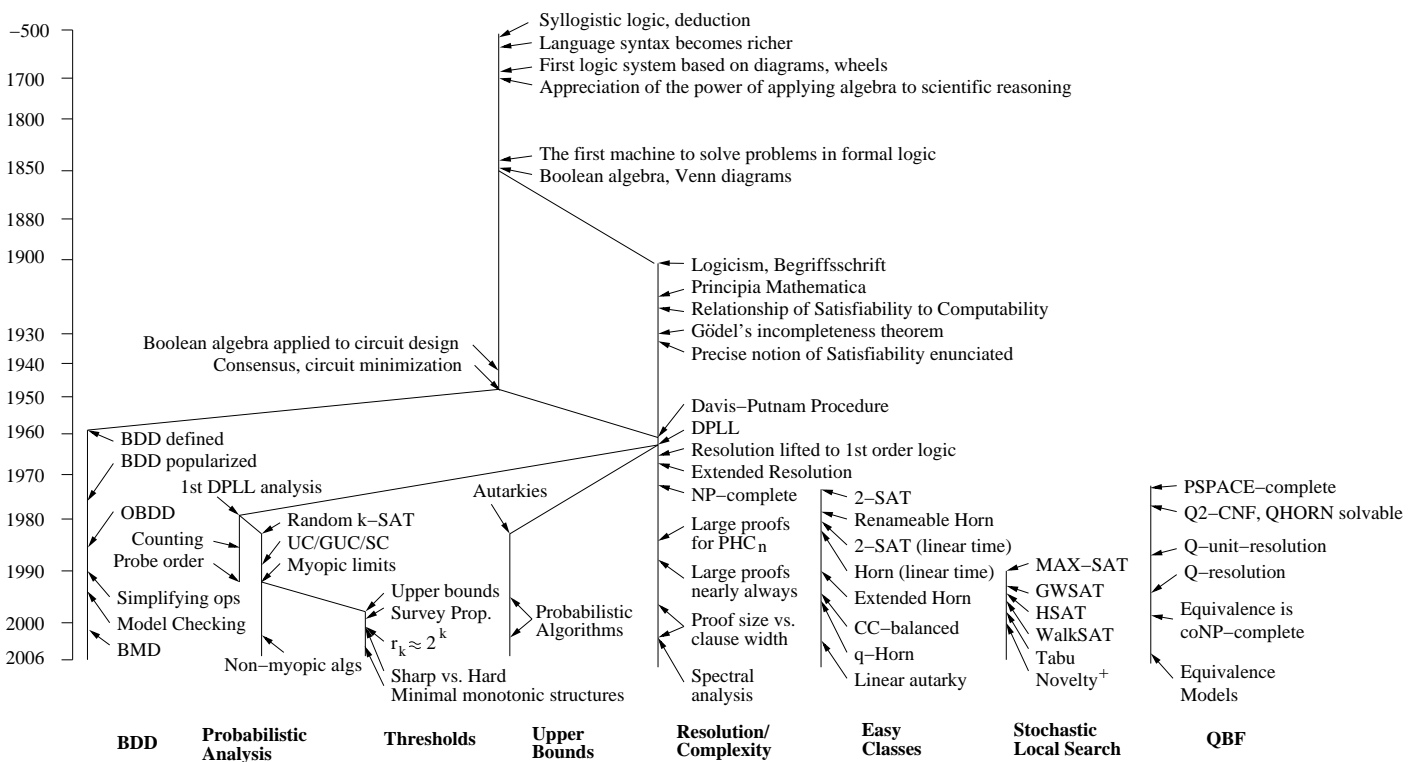 -500
1700
1800
1850
1880
1900
1930
1940
1950
1960
1970
1980
1990
2000
2006
Syllogistic logic, deduction
Language syntax becomes richer
First logic system based on diagrams, wheels
Appreciation of the power of applying algebra to scientific reasoning
The first machine to solve problems in formal logic
Boolean algebra, Venn diagrams
Logicism, Begriffsschrift
Principia Mathematica
Relationship of Satisfiability to Computability
Gödel's incompleteness theorem
Precise notion of Satisfiability enunciated
Boolean algebra applied to circuit design
Consensus, circuit minimization
Davis-Putnam Procedure
DPLL
Resolution lifted to 1st order logic
Extended Resolution
NP-complete
Large proofs
for PHCn
Large proofs
nearly always
Proof size vs.
clause width
Spectral
analysis
BDD defined
BDD popularized
OBDD
Simplifying ops
Model Checking
BMD
1st DPLL analysis
Counting
Probe order
Random k-SAT
UC/GUC/SC
Myopic limits
Non-myopic algs
Upper bounds
Survey Prop.
rk ≈ 2^k
Sharp vs. Hard
Minimal monotonic structures
Autarkies
Probabilistic
Algorithms
2-SAT
Renameable Horn
2-SAT (linear time)
Horn (linear time)
Extended Horn
CC-balanced
q-Horn
Linear autarky
MAX-SAT
GWSAT
HSAT
WalkSAT
Tabu
Novelty+
PSPACE-complete
Q2-CNF, QHORN solvable
Q-unit-resolution
Q-resolution
Equivalence is
coNP-complete
Equivalence
Models
BDD
Probabilistic
Analysis
Thresholds
Upper
Bounds
Resolution/
Complexity
Easy
Classes
Stochastic
Local Search
QBF